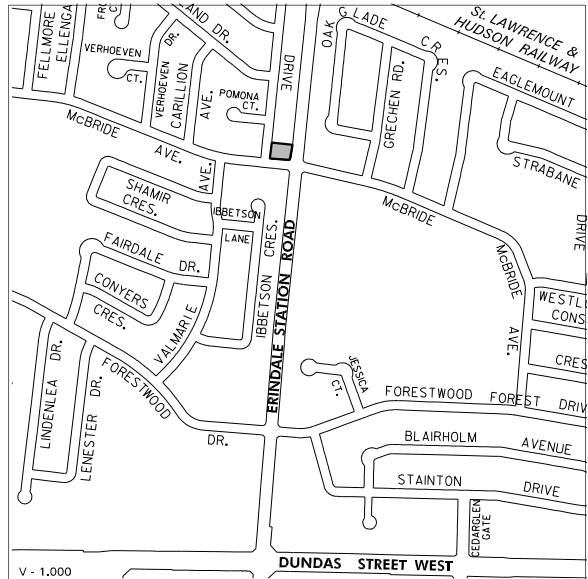 FELLMORE
ELLENGA
FRO
CT.
VERHOEVEN
CT.
VERHOEVEN
DR.
CARILLION
AVE.
AND DR.
POMONA
CT.
DRIVE
OAK
GLADE
CRES.
GRECHEN RD.
ST. LAWRENCE &
HUDSON RAILWAY
EAGLEMOUNT
STRABANE
DRIVE
McBRIDE
AVE.
AVE.
McBRIDE
McBRIDE
AVE.
SHAMIR
CRES.
IBBETSON
LANE
IBBETSON CRES.
ERINDALE STATION ROAD
FAIRDALE DR.
CONYERS
CRES.
VALMARIE
WESTL
CONS
CRES
JESSICA
CT.
FORESTWOOD
DR.
LINDENLEA DR.
LENESTER DR.
FORESTWOOD FOREST DRIV
BLAIRHOLM AVENUE
STAINTON DRIVE
CEDARGLEN
GATE
DUNDAS STREET WEST
V - 1.000